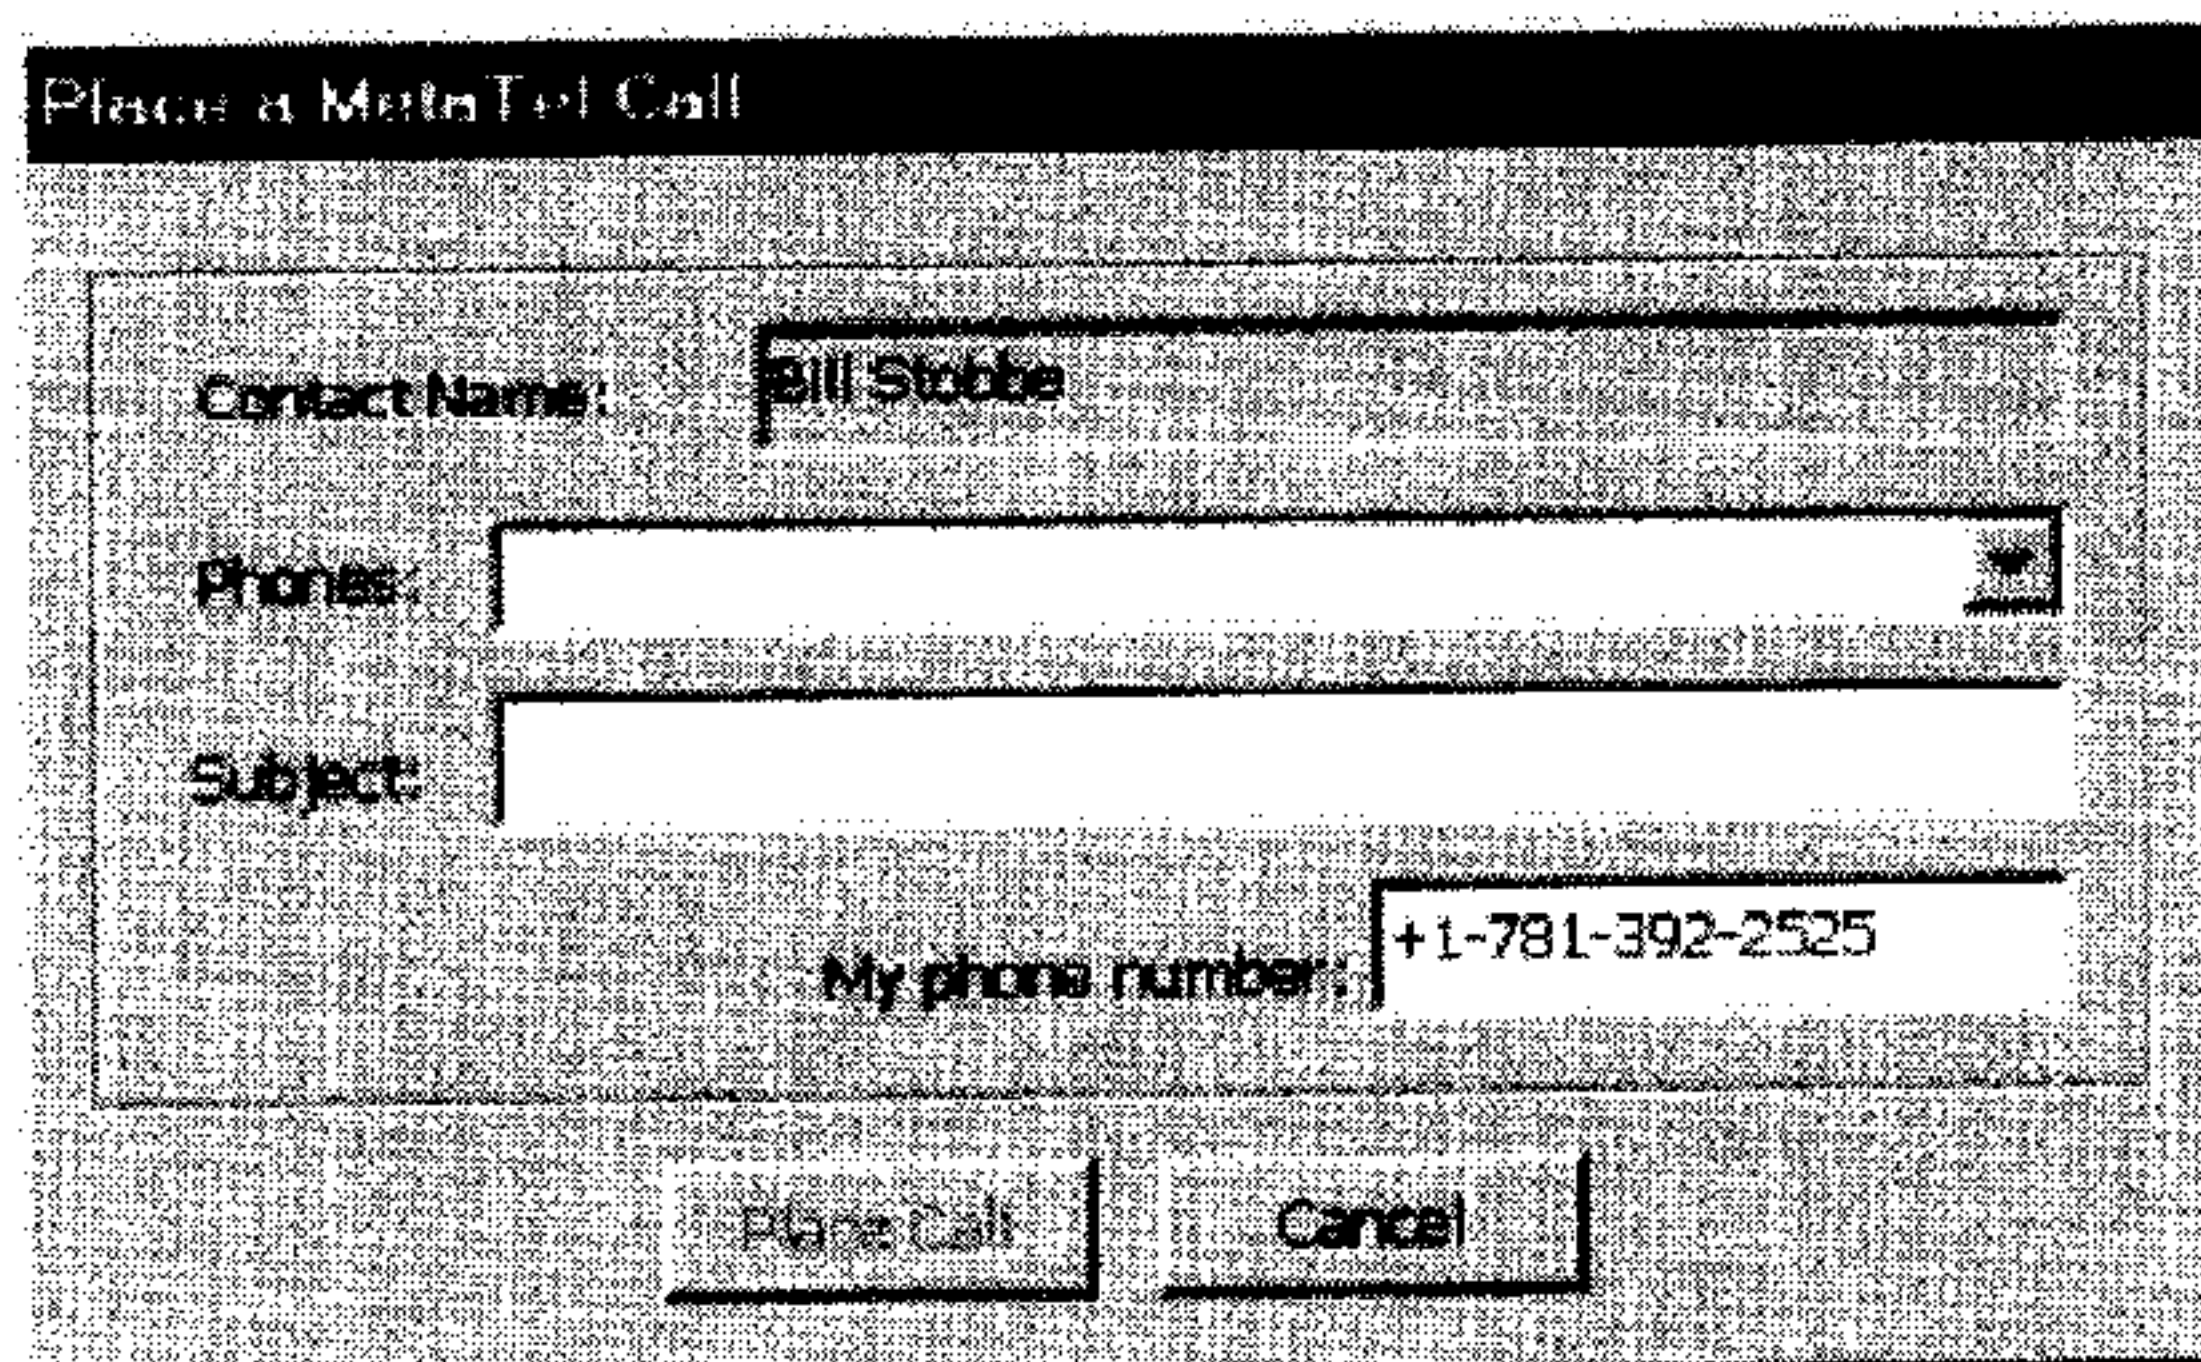 Place a MetaTel Call
Contact Name: Bill Stobbe
Phones:
Subject:
My phone number: +1-781-392-2525
Place Call Cancel